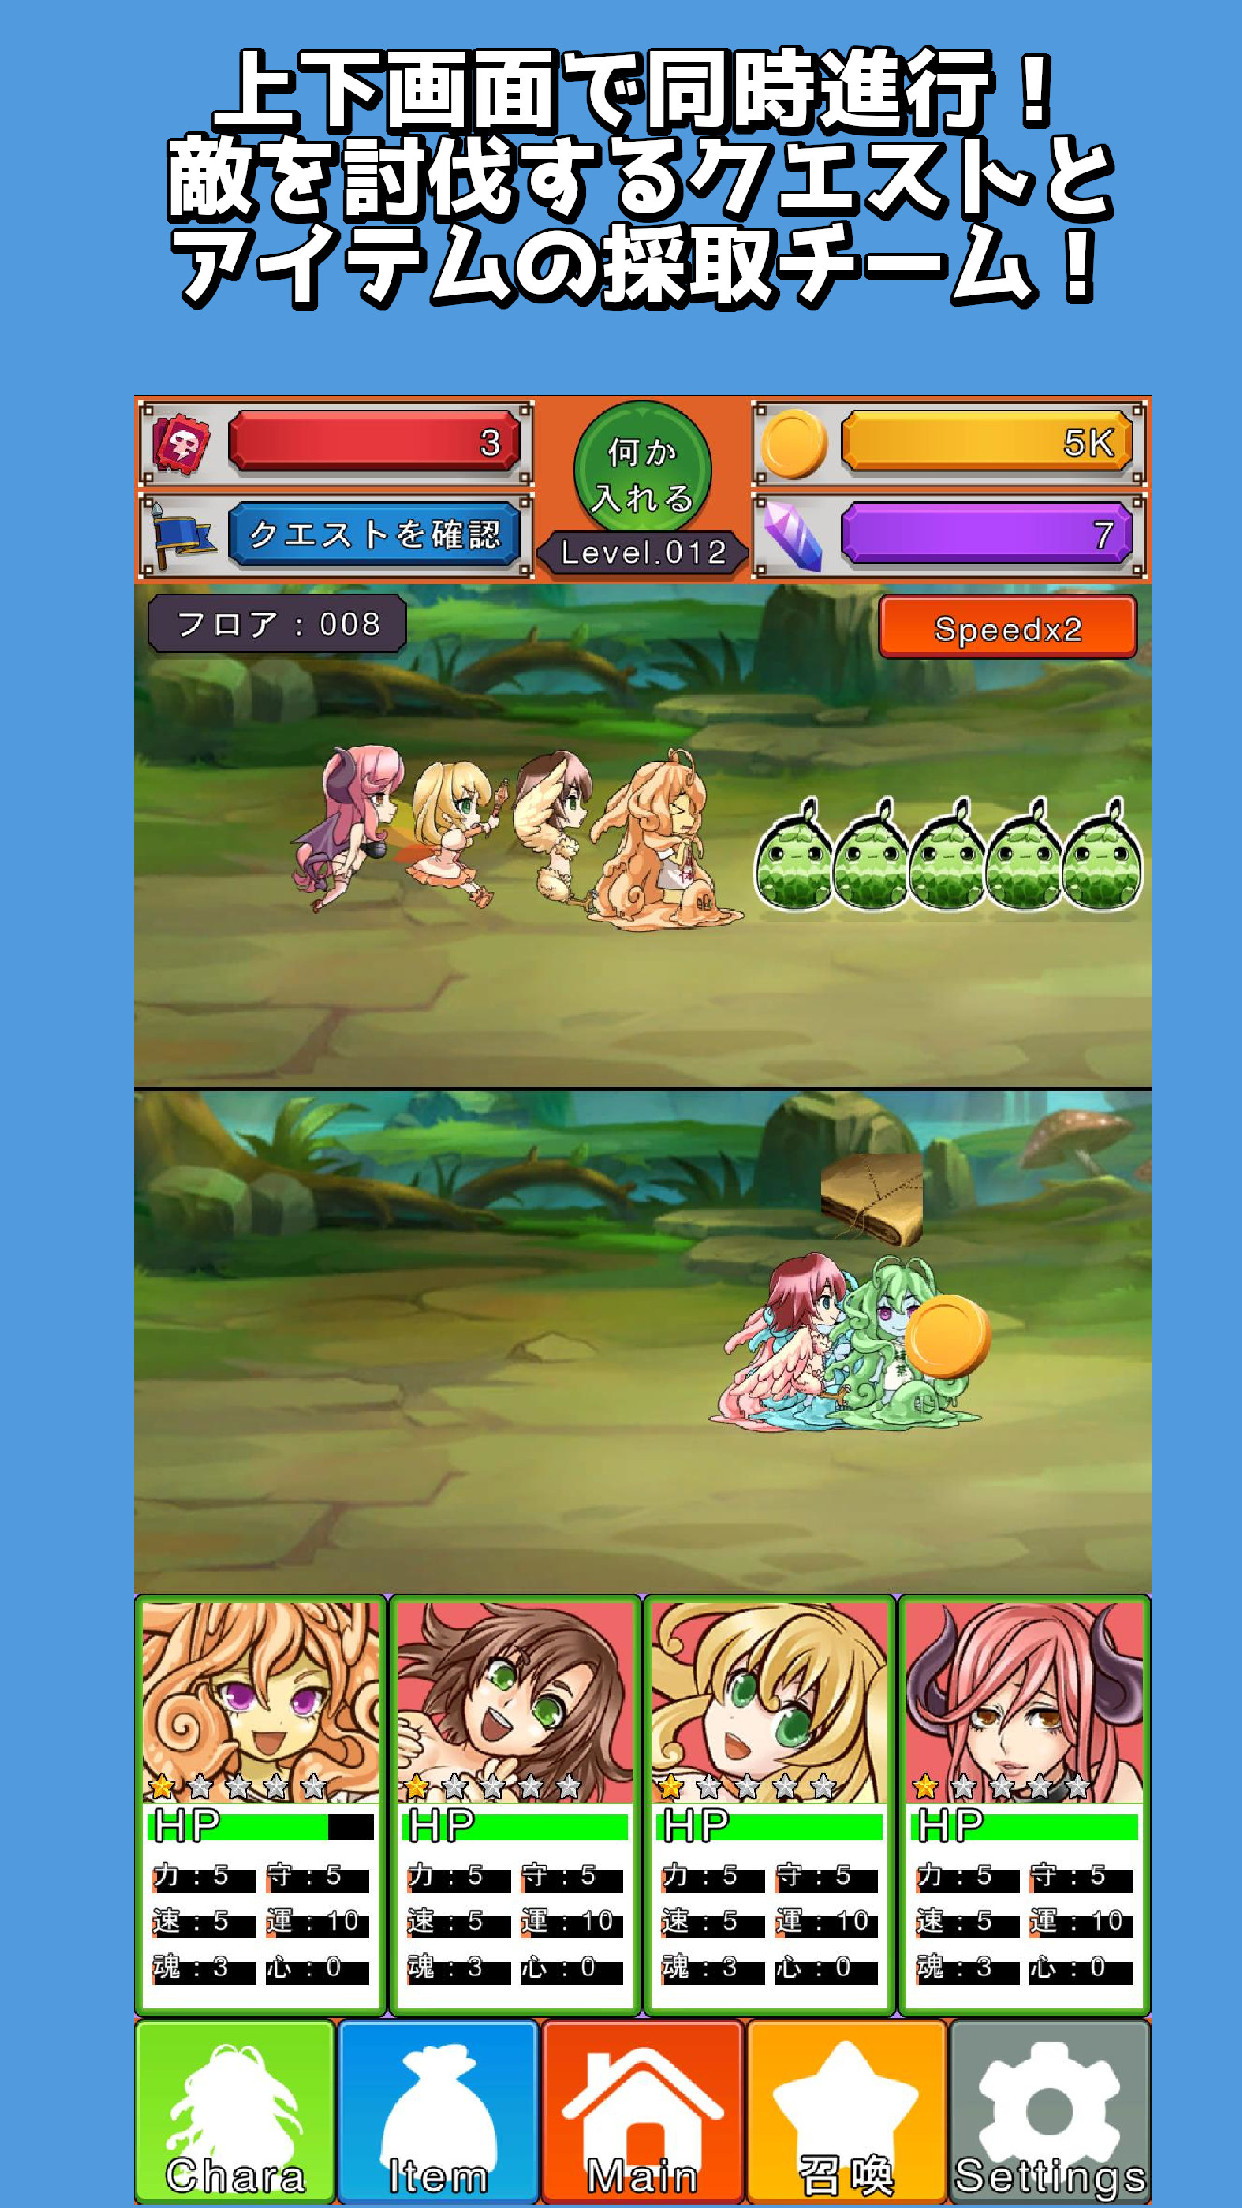 上下画面で同時進行！
敵を討伐するクエストと
アイテムの採取チーム！
3
何か
入れる
5K
クエストを確認
Level.012
7
フロア：008
Speedx2
HP
HP
HP
HP
力：5 守：5
力：5 守：5
力：5 守：5
力：5 守：5
速：5 運：10
速：5 運：10
速：5 運：10
速：5 運：10
魂：3 心：0
魂：3 心：0
魂：3 心：0
魂：3 心：0
Chara
Item
Main
召喚
Settings